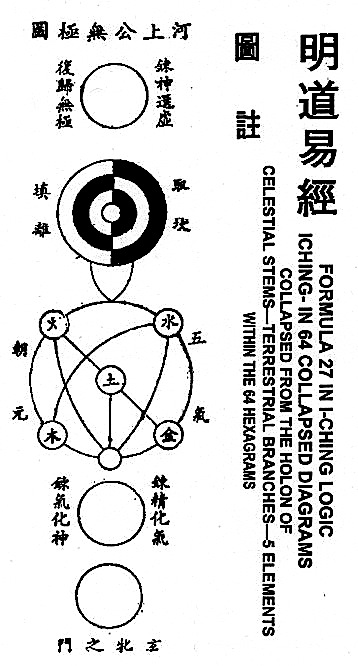 明道易經
圖註
FORMULA 27 IN I-CHING LOGIC
ICHING- IN 64 COLLAPSED DIAGRAMS
COLLAPSED FROM THE HOLON OF
CELESTIAL STEMS—TERRESTRIAL BRANCHES—5 ELEMENTS
WITHIN THE 64 HEXAGRAMS
河上公無極圖
鍊神還虛
復歸無極
取坎
填離
水
火
五氣
朝元
土
金
木
鍊精化氣
鍊氣化神
玄牝之門